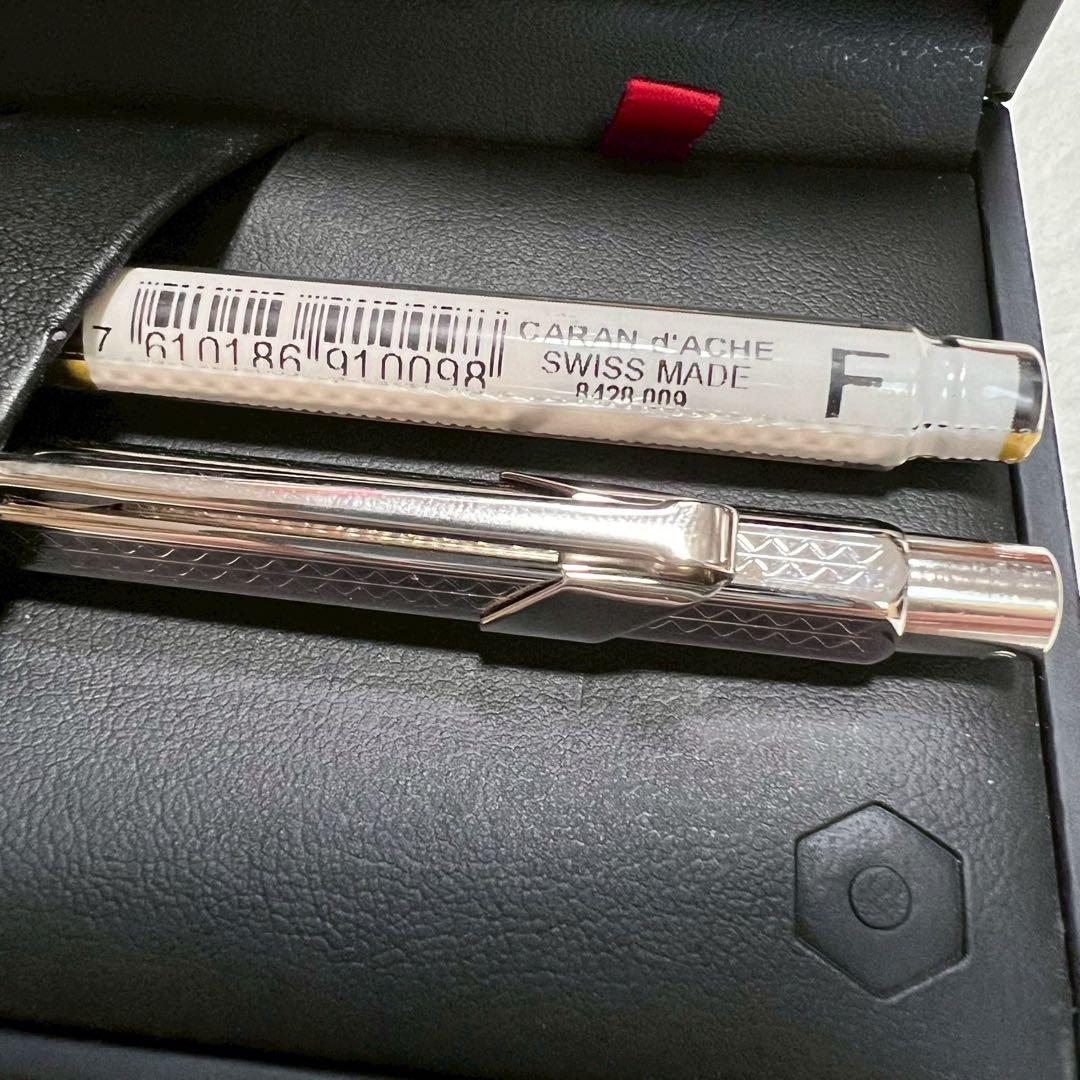 7 610186 910098
CARAN d'ACHE
SWISS MADE
8428.009
F